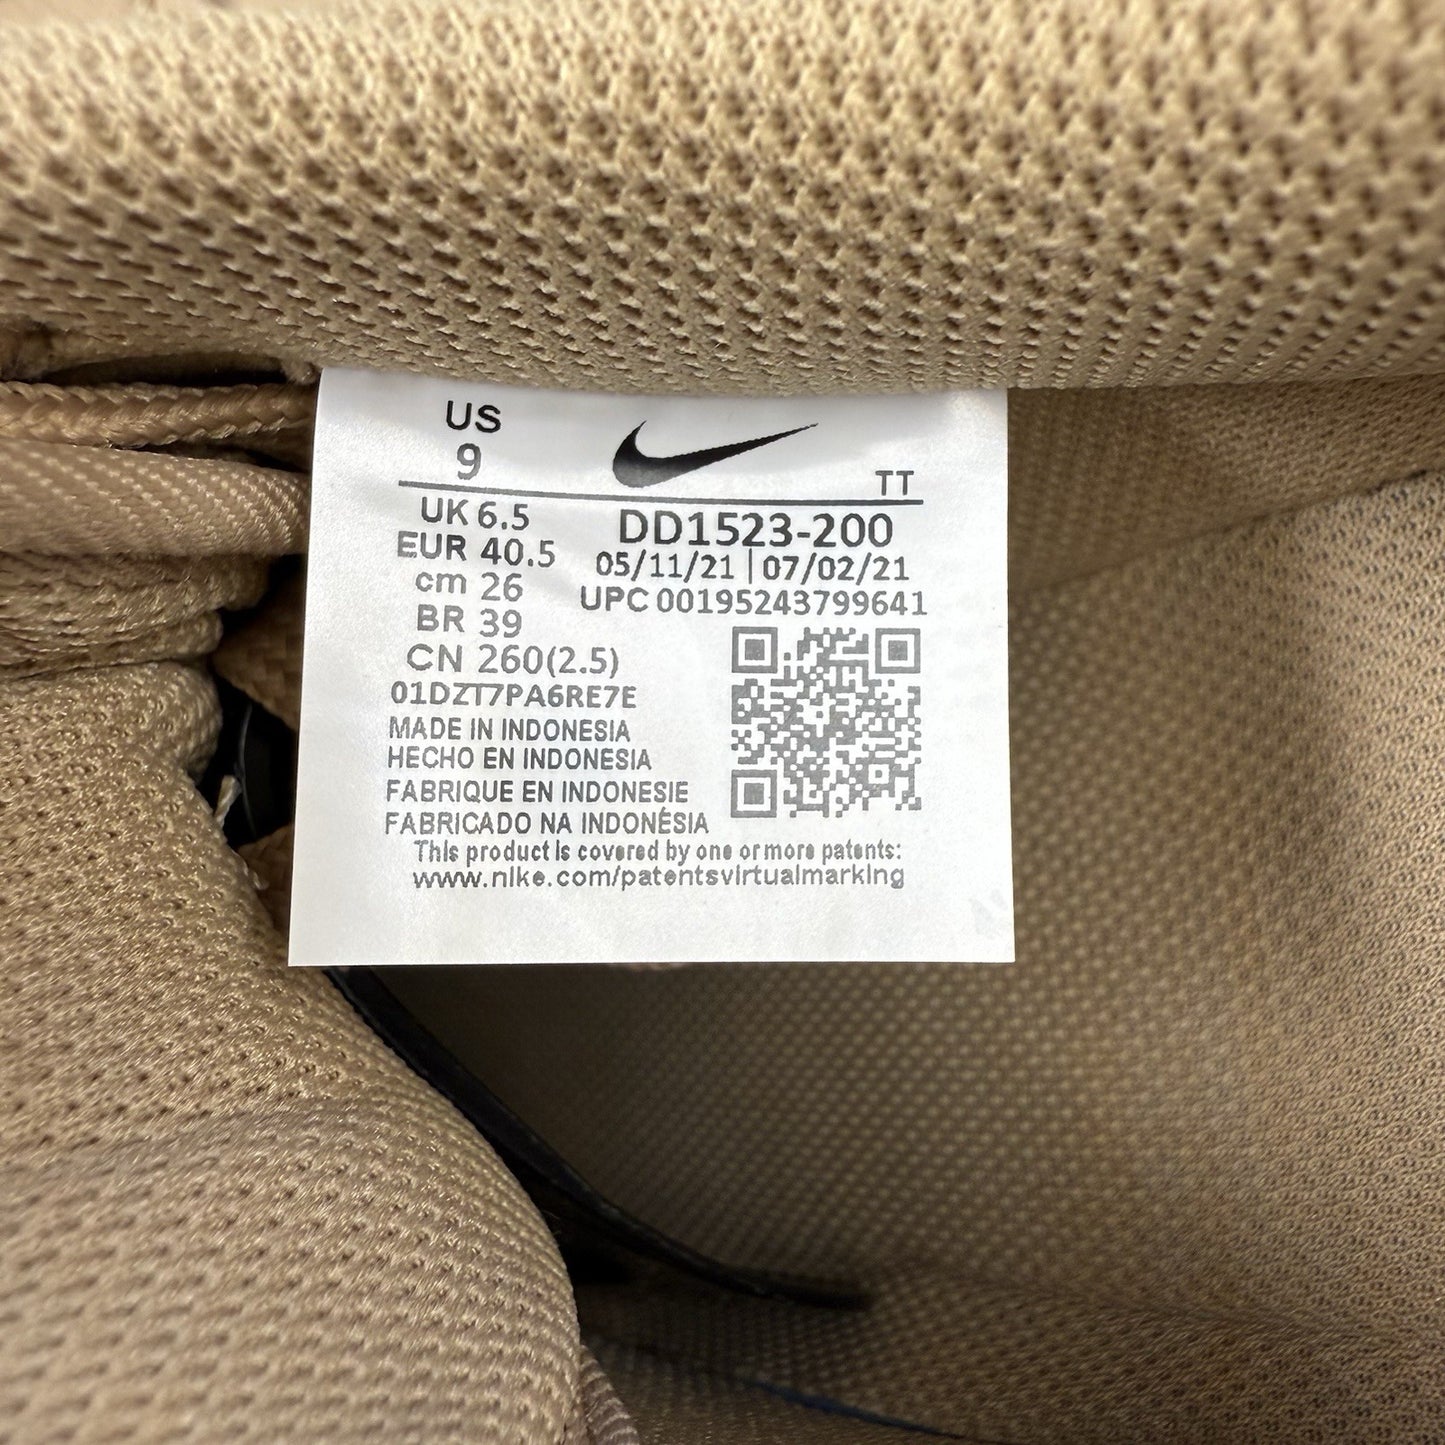 US
9
TT
UK 6.5
EUR 40.5
cm 26
BR 39
CN 260(2.5)
DD1523-200
05/11/21 | 07/02/21
UPC 00195243799641
01DZT7PA6RE7E
MADE IN INDONESIA
HECHO EN INDONESIA
FABRIQUE EN INDONESIE
FABRICADO NA INDONÉSIA
This product is covered by one or more patents:
www.nike.com/patentsvirtualmarking